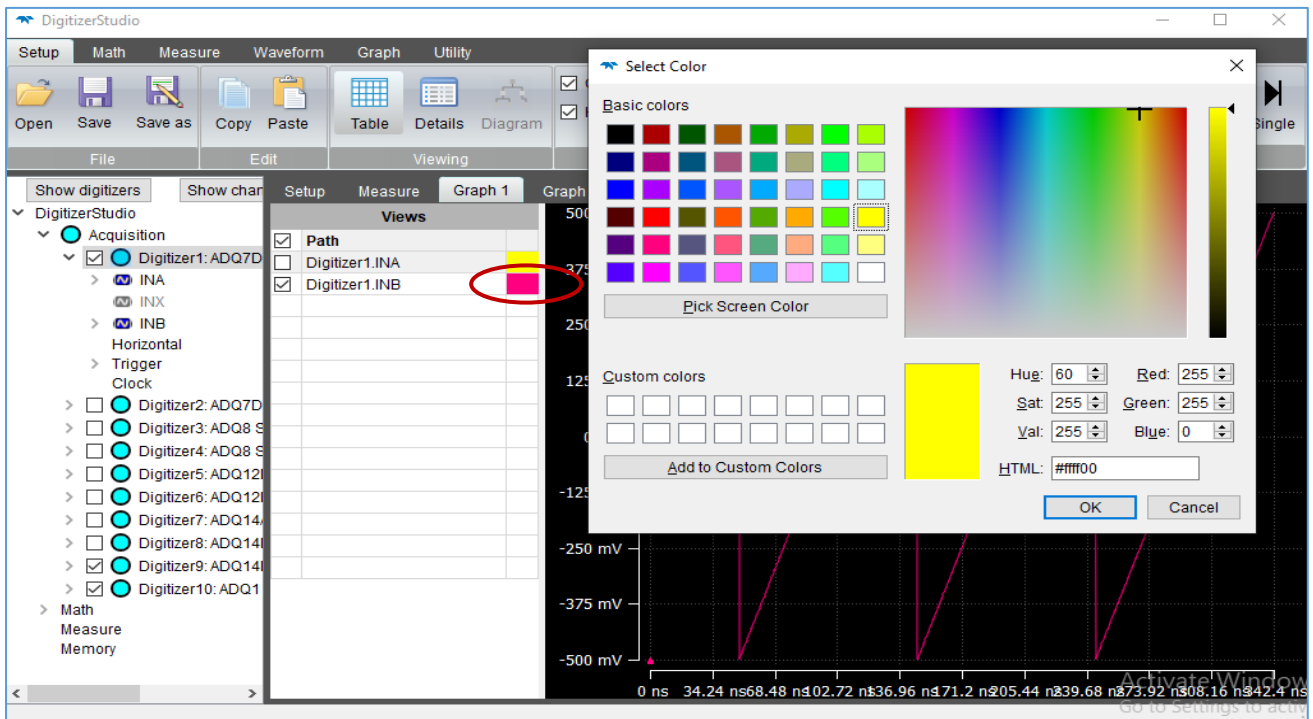 DigitizerStudio
Setup Math Measure Waveform Graph Utility
Open Save Save as Copy Paste Table Details Diagram Single
File Edit Viewing
Show digitizers Show char
DigitizerStudio
Acquisition
Digitizer1: ADQ7D
INA
INX
INB
Horizontal
Trigger
Clock
Digitizer2: ADQ7D
Digitizer3: ADQ8 S
Digitizer4: ADQ8 S
Digitizer5: ADQ12
Digitizer6: ADQ12
Digitizer7: ADQ14
Digitizer8: ADQ14
Digitizer9: ADQ14
Digitizer10: ADQ1
Math
Measure
Memory
Setup Measure Graph 1 Graph
Views
Path
Digitizer1.INA
Digitizer1.INB
500
375
250
125
0
-125
-250 mV
-375 mV
-500 mV
0 ns 34.24 ns 68.48 ns 102.72 ns 136.96 ns 171.2 ns 205.44 ns 239.68 ns 273.92 ns 308.16 ns 342.4 ns
Select Color
Basic colors
Pick Screen Color
Custom colors
Add to Custom Colors
Hue: 60 Red: 255
Sat: 255 Green: 255
Val: 255 Blue: 0
HTML: #ffff00
OK Cancel
Activate Window
Go to Settings to activ